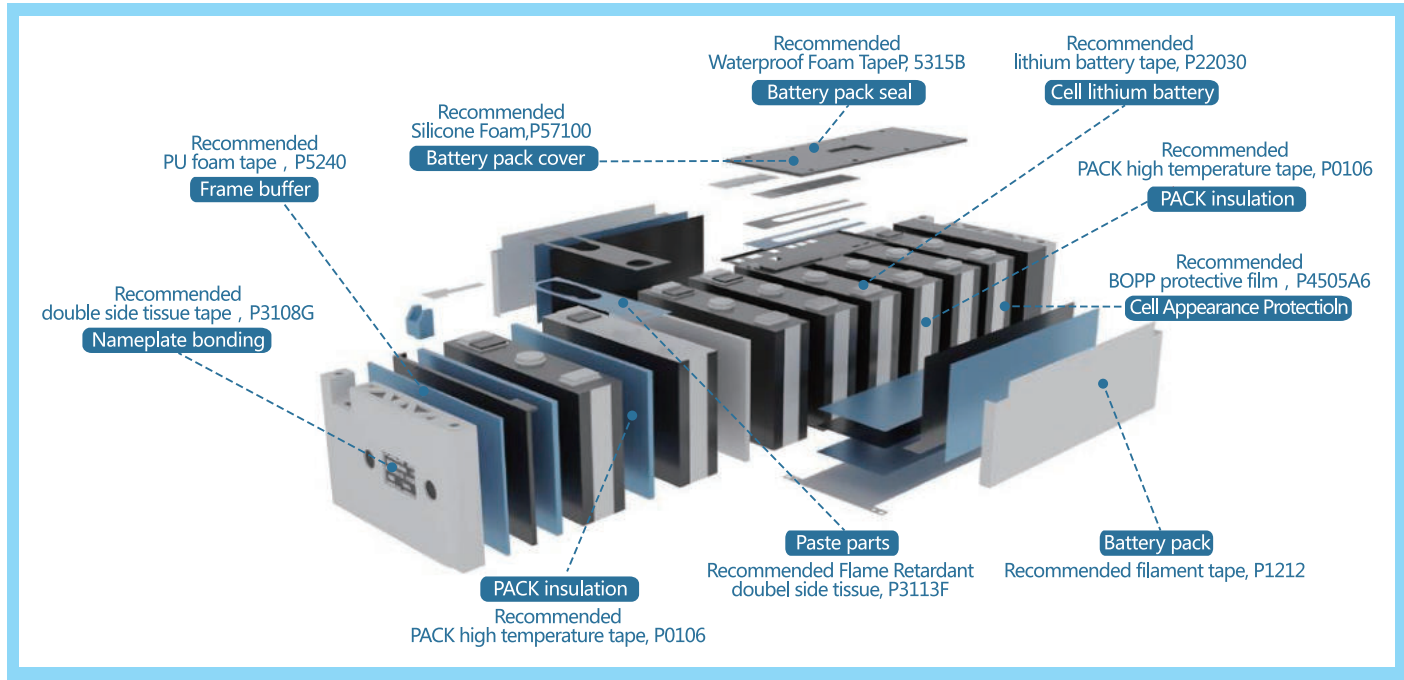 Recommended
Waterproof Foam TapeP, 5315B
Battery pack seal
Recommended
lithium battery tape, P22030
Cell lithium battery
Recommended
Silicone Foam,P57100
Battery pack cover
Recommended
PU foam tape , P5240
Frame buffer
Recommended
PACK high temperature tape, P0106
PACK insulation
Recommended
BOPP protective film , P4505A6
Cell Appearance Protectioln
Recommended
double side tissue tape , P3108G
Nameplate bonding
Paste parts
Recommended Flame Retardant
doubel side tissue, P3113F
Battery pack
Recommended filament tape, P1212
PACK insulation
Recommended
PACK high temperature tape, P0106